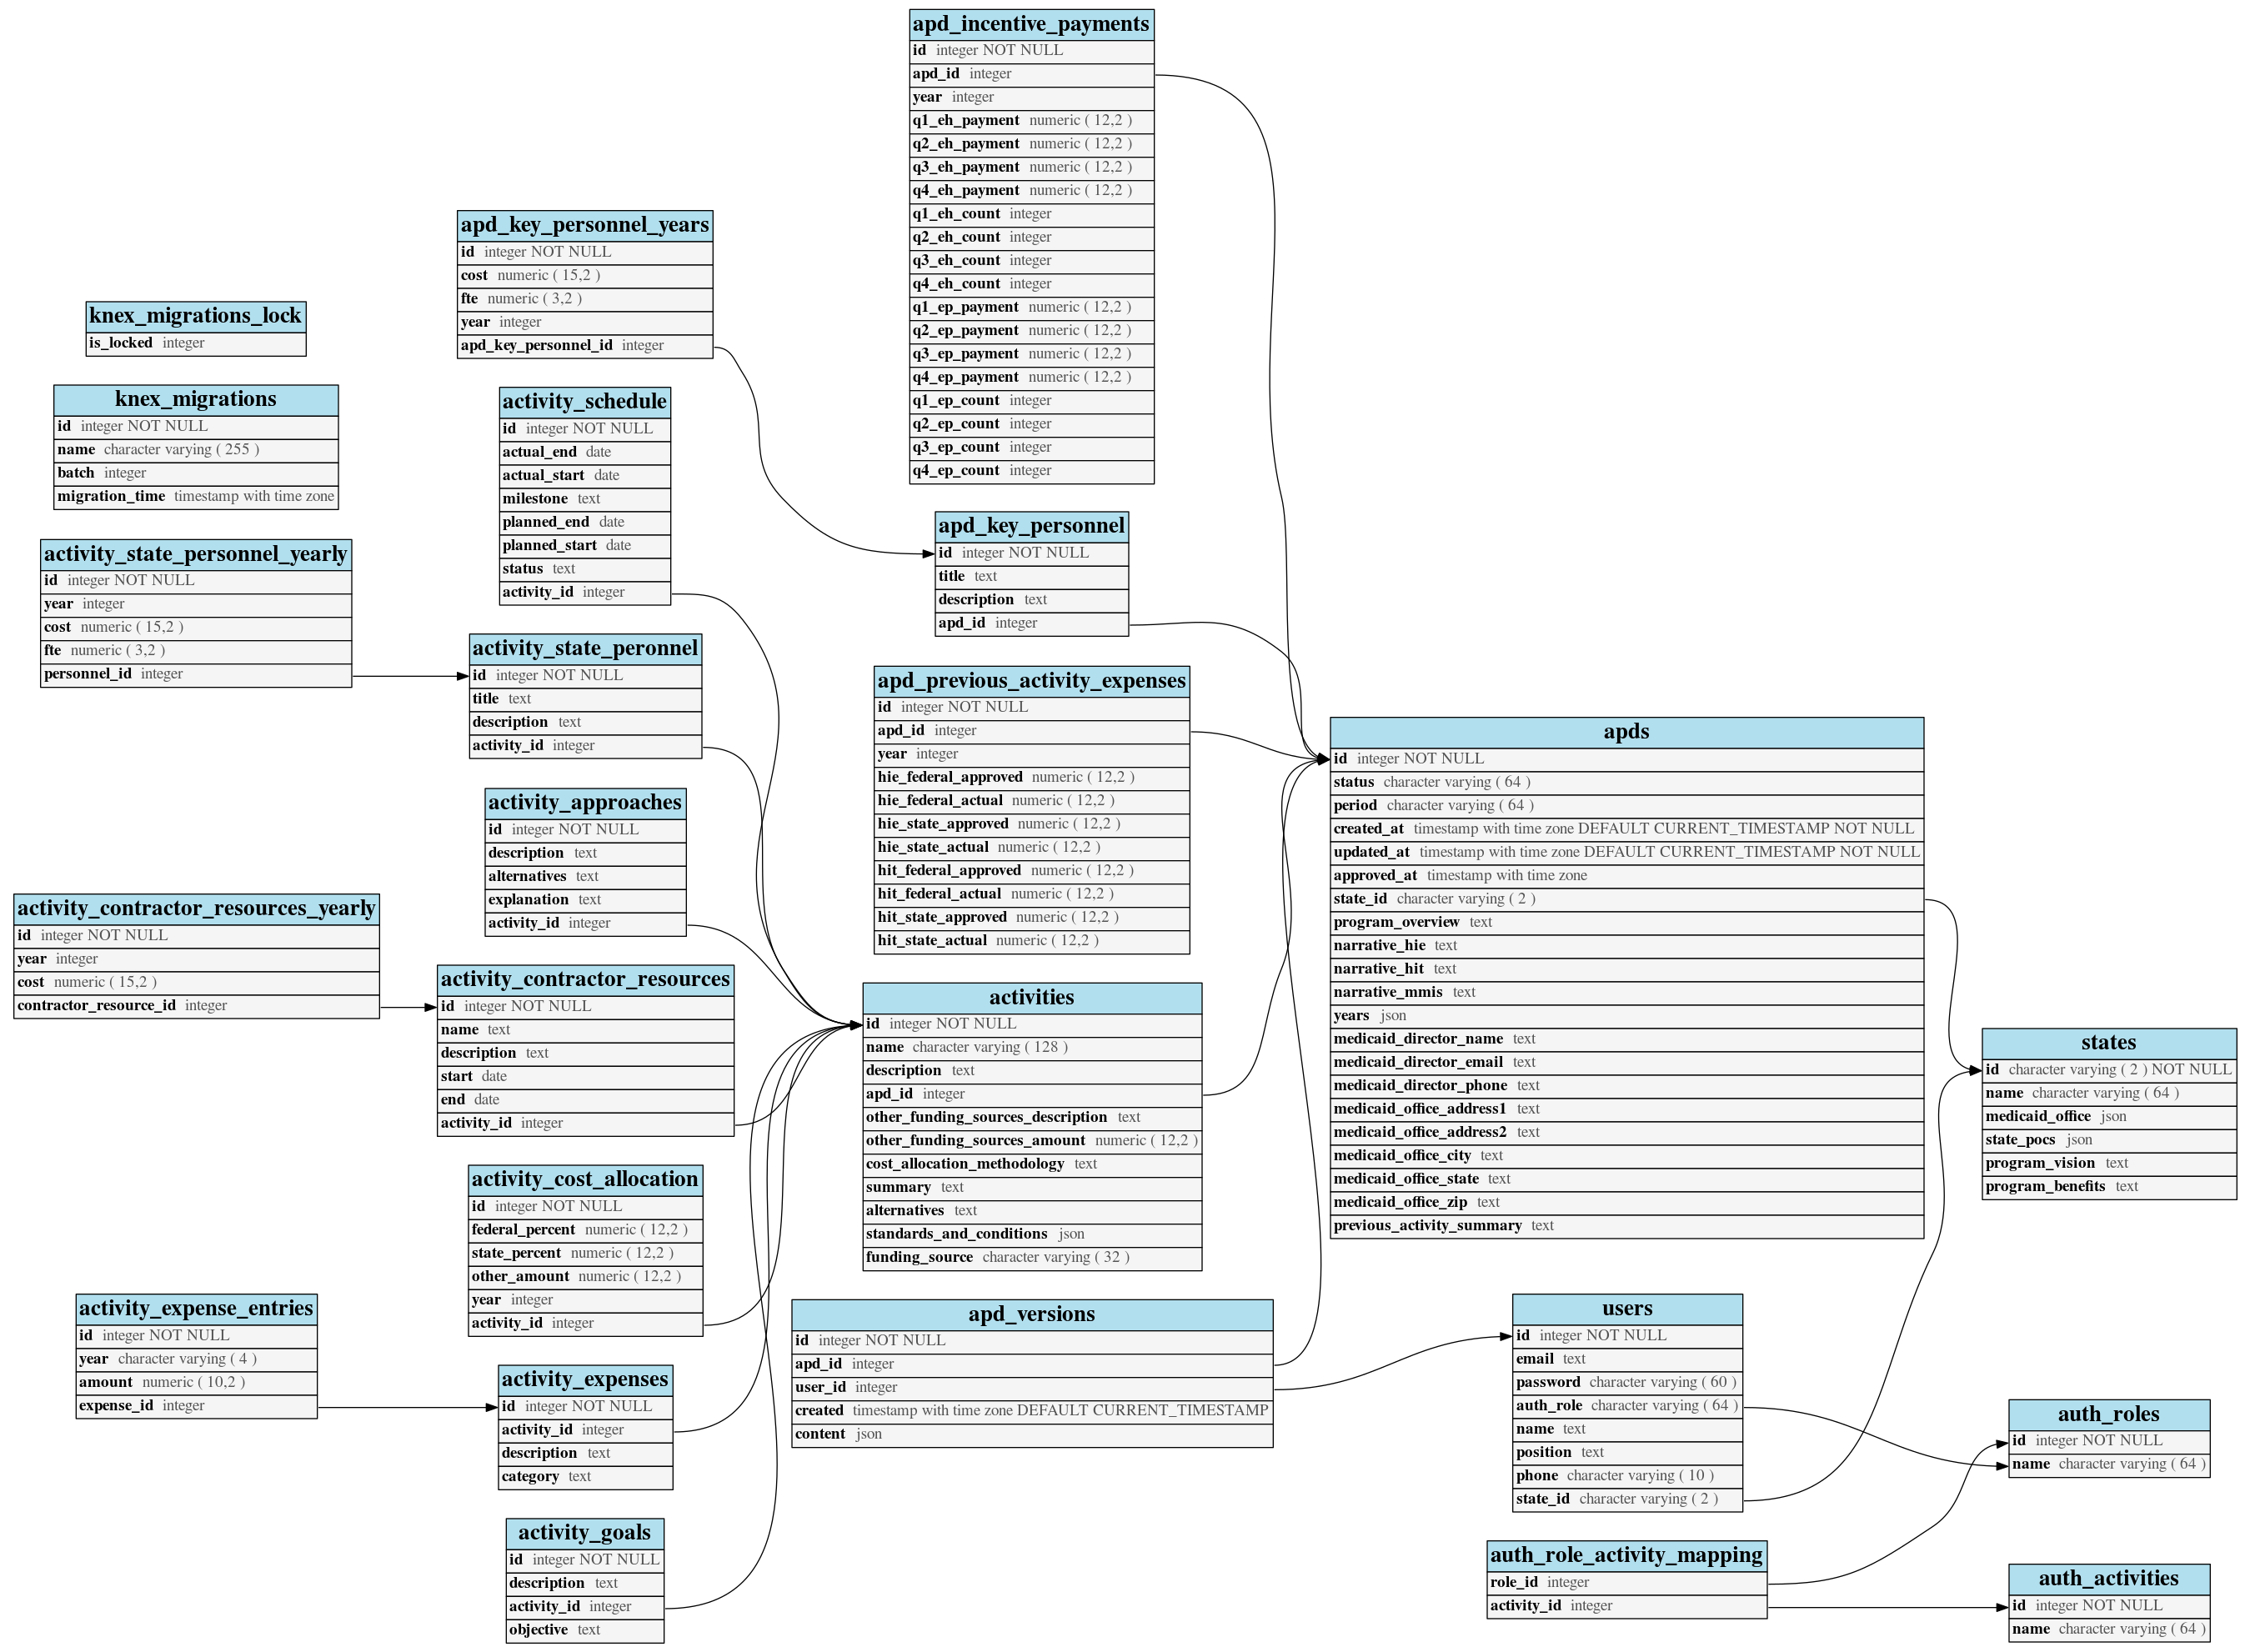 apd_incentive_payments
id integer NOT NULL
apd_id integer
year integer
q1_eh_payment numeric ( 12,2 )
q2_eh_payment numeric ( 12,2 )
q3_eh_payment numeric ( 12,2 )
q4_eh_payment numeric ( 12,2 )
q1_eh_count integer
q2_eh_count integer
q3_eh_count integer
q4_eh_count integer
q1_ep_payment numeric ( 12,2 )
q2_ep_payment numeric ( 12,2 )
q3_ep_payment numeric ( 12,2 )
q4_ep_payment numeric ( 12,2 )
q1_ep_count integer
q2_ep_count integer
q3_ep_count integer
q4_ep_count integer
apd_key_personnel_years
id integer NOT NULL
cost numeric ( 15,2 )
fte numeric ( 3,2 )
year integer
apd_key_personnel_id integer
knex_migrations_lock
is_locked integer
knex_migrations
id integer NOT NULL
name character varying ( 255 )
batch integer
migration_time timestamp with time zone
activity_schedule
id integer NOT NULL
actual_end date
actual_start date
milestone text
planned_end date
planned_start date
status text
activity_id integer
apd_key_personnel
id integer NOT NULL
title text
description text
apd_id integer
activity_state_personnel_yearly
id integer NOT NULL
year integer
cost numeric ( 15,2 )
fte numeric ( 3,2 )
personnel_id integer
activity_state_peronnel
id integer NOT NULL
title text
description text
activity_id integer
apd_previous_activity_expenses
id integer NOT NULL
apd_id integer
year integer
hie_federal_approved numeric ( 12,2 )
hie_federal_actual numeric ( 12,2 )
hie_state_approved numeric ( 12,2 )
hie_state_actual numeric ( 12,2 )
hit_federal_approved numeric ( 12,2 )
hit_federal_actual numeric ( 12,2 )
hit_state_approved numeric ( 12,2 )
hit_state_actual numeric ( 12,2 )
apds
id integer NOT NULL
status character varying ( 64 )
period character varying ( 64 )
created_at timestamp with time zone DEFAULT CURRENT_TIMESTAMP NOT NULL
updated_at timestamp with time zone DEFAULT CURRENT_TIMESTAMP NOT NULL
approved_at timestamp with time zone
state_id character varying ( 2 )
program_overview text
narrative_hie text
narrative_hit text
narrative_mmis text
years json
medicaid_director_name text
medicaid_director_email text
medicaid_director_phone text
medicaid_office_address1 text
medicaid_office_address2 text
medicaid_office_city text
medicaid_office_state text
medicaid_office_zip text
previous_activity_summary text
activity_approaches
id integer NOT NULL
description text
alternatives text
explanation text
activity_id integer
activity_contractor_resources_yearly
id integer NOT NULL
year integer
cost numeric ( 15,2 )
contractor_resource_id integer
activity_contractor_resources
id integer NOT NULL
name text
description text
start date
end date
activity_id integer
activities
id integer NOT NULL
name character varying ( 128 )
description text
apd_id integer
other_funding_sources_description text
other_funding_sources_amount numeric ( 12,2 )
cost_allocation_methodology text
summary text
alternatives text
standards_and_conditions json
funding_source character varying ( 32 )
states
id character varying ( 2 ) NOT NULL
name character varying ( 64 )
medicaid_office json
state_pocs json
program_vision text
program_benefits text
activity_cost_allocation
id integer NOT NULL
federal_percent numeric ( 12,2 )
state_percent numeric ( 12,2 )
other_amount numeric ( 12,2 )
year integer
activity_id integer
activity_expense_entries
id integer NOT NULL
year character varying ( 4 )
amount numeric ( 10,2 )
expense_id integer
activity_expenses
id integer NOT NULL
activity_id integer
description text
category text
apd_versions
id integer NOT NULL
apd_id integer
user_id integer
created timestamp with time zone DEFAULT CURRENT_TIMESTAMP
content json
users
id integer NOT NULL
email text
password character varying ( 60 )
auth_role character varying ( 64 )
name text
position text
phone character varying ( 10 )
state_id character varying ( 2 )
auth_roles
id integer NOT NULL
name character varying ( 64 )
activity_goals
id integer NOT NULL
description text
activity_id integer
objective text
auth_role_activity_mapping
role_id integer
activity_id integer
auth_activities
id integer NOT NULL
name character varying ( 64 )